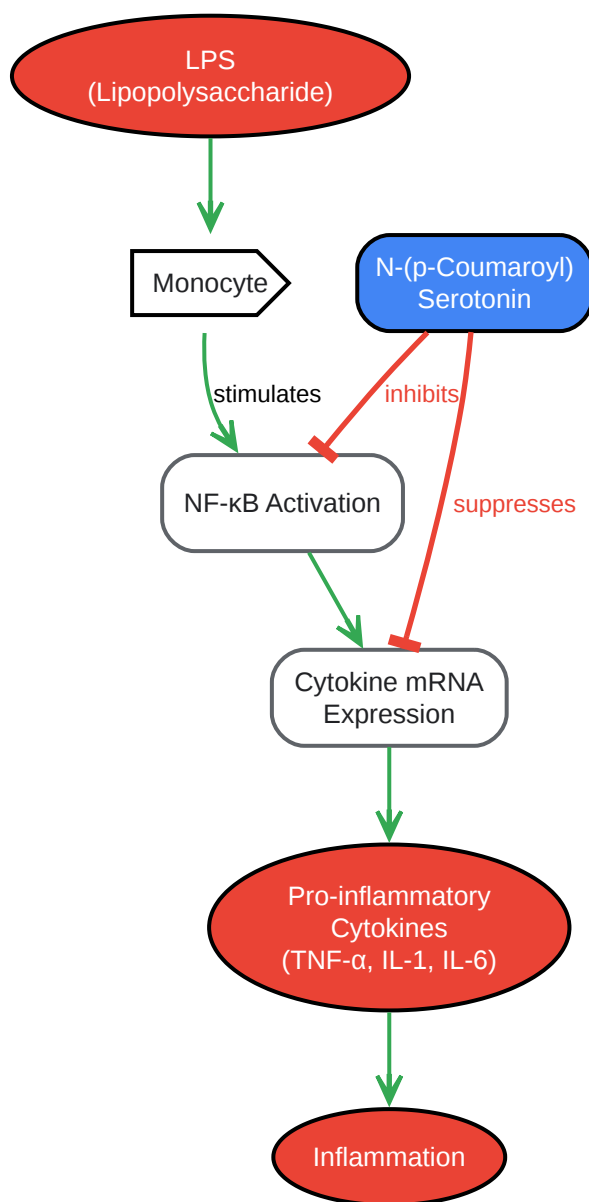 LPS
(Lipopolysaccharide)
Monocyte
N-(p-Coumaroyl)
Serotonin
stimulates
inhibits
NF-κB Activation
suppresses
Cytokine mRNA
Expression
Pro-inflammatory
Cytokines
(TNF-α, IL-1, IL-6)
Inflammation